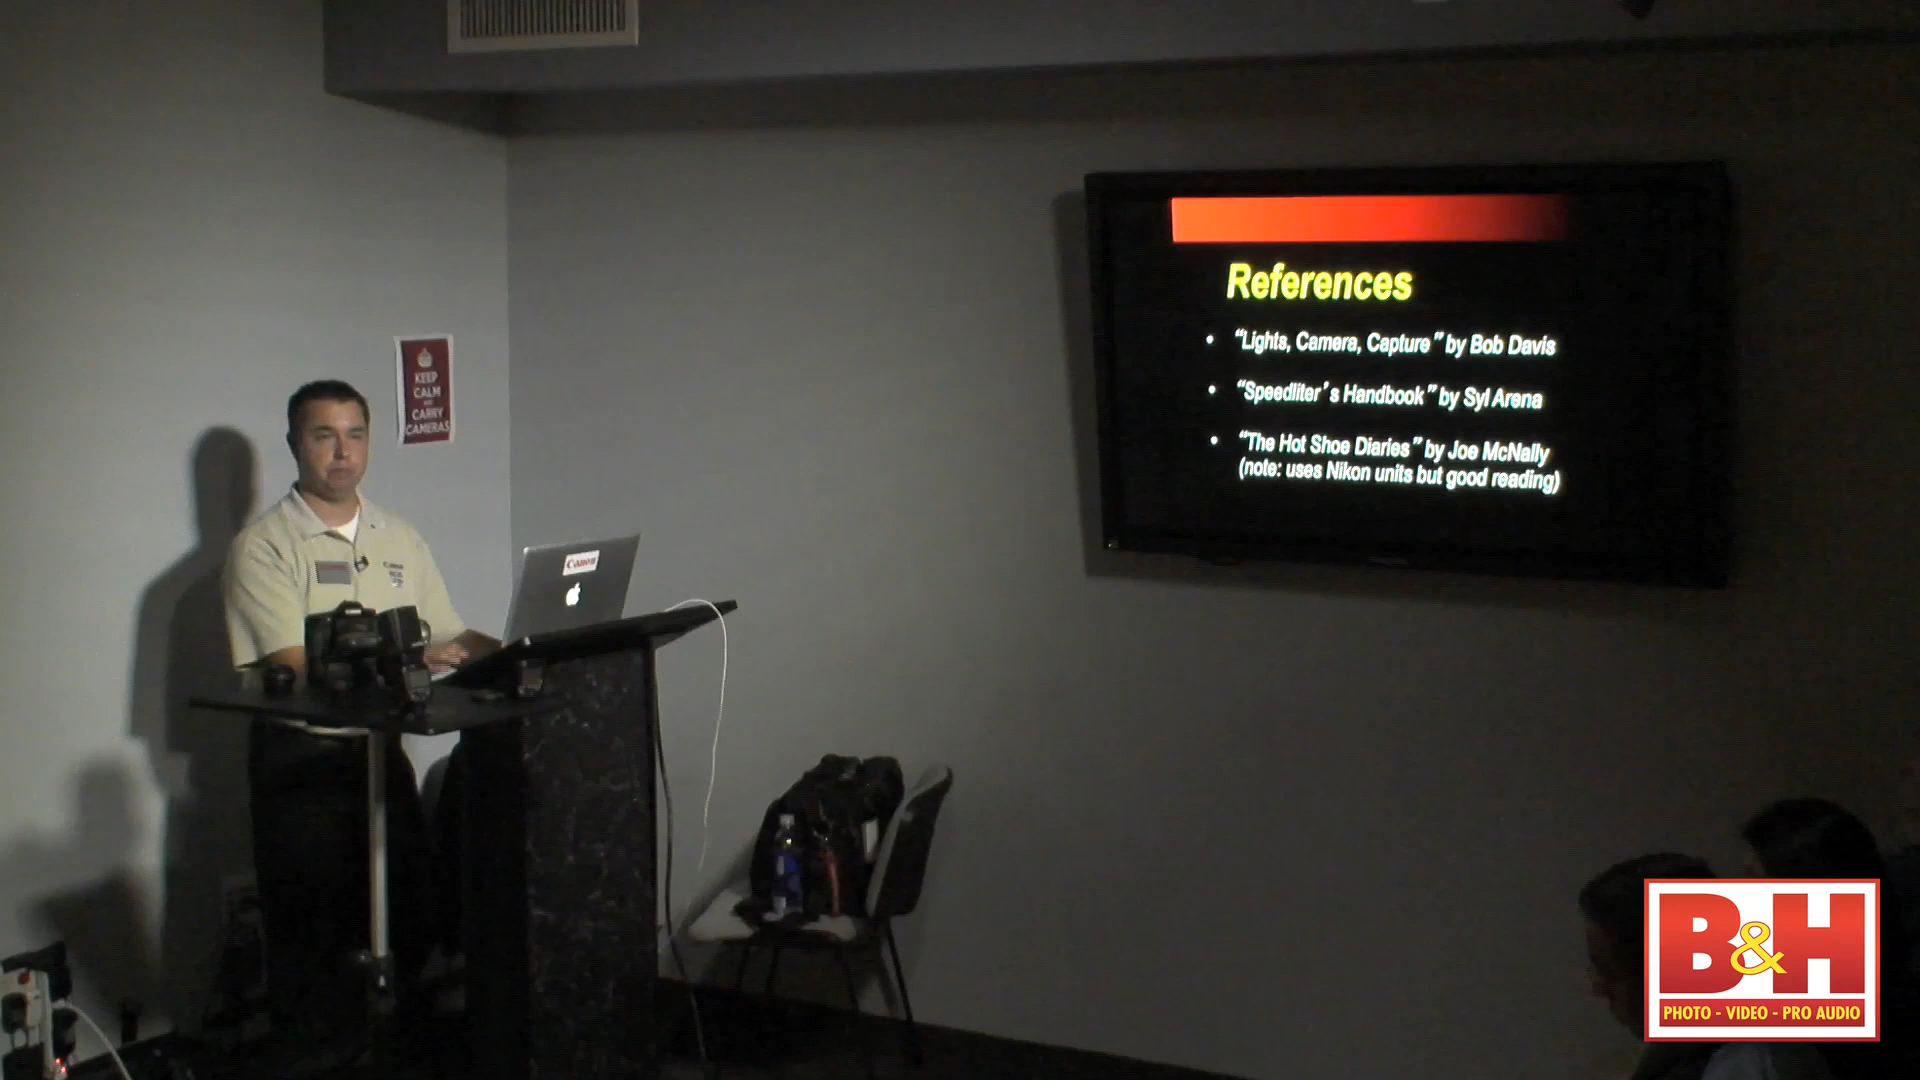 KEEP
CALM
AND
CARRY
CAMERAS
Canon
References
• “Lights, Camera, Capture” by Bob Davis
• “Speedliter’s Handbook” by Syl Arena
• “The Hot Shoe Diaries” by Joe McNally
(note: uses Nikon units but good reading)
B&H
PHOTO - VIDEO - PRO AUDIO